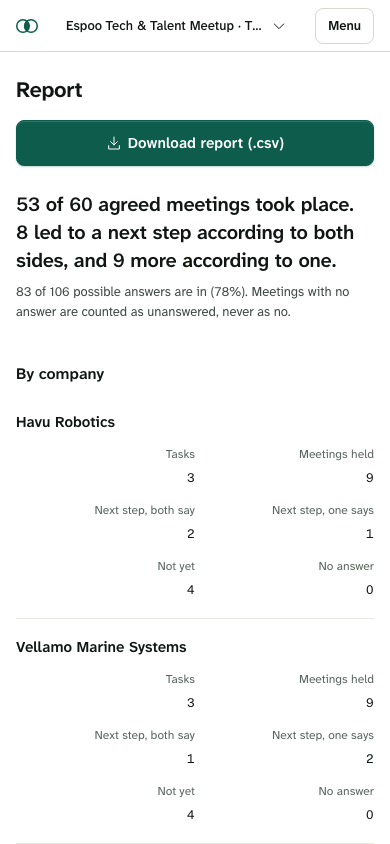 Espoo Tech & Talent Meetup · T...
Menu
Report
Download report (.csv)
53 of 60 agreed meetings took place.
8 led to a next step according to both
sides, and 9 more according to one.
83 of 106 possible answers are in (78%). Meetings with no
answer are counted as unanswered, never as no.
By company
Havu Robotics
Tasks
Meetings held
3
9
Next step, both say
Next step, one says
2
1
Not yet
No answer
4
0
Vellamo Marine Systems
Tasks
Meetings held
3
9
Next step, both say
Next step, one says
1
2
Not yet
No answer
4
0